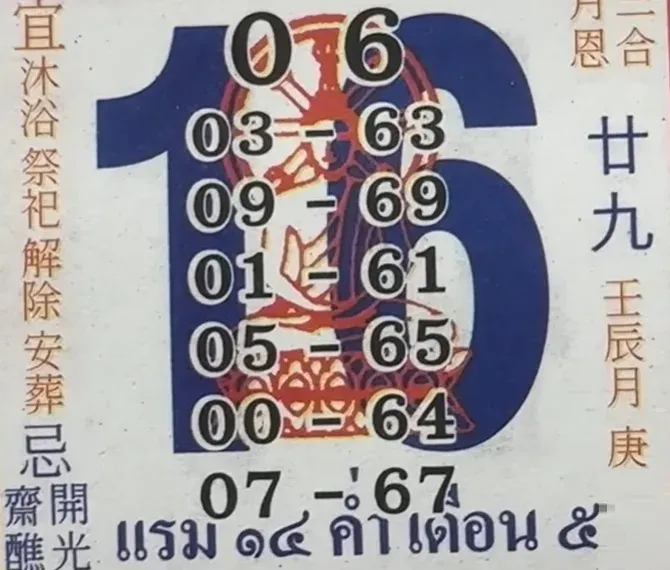 宜
沐浴
祭祀
解除
安葬
忌
齋醮
開光
16
0 6
03 - 63
09 - 69
01 - 61
05 - 65
00 - 64
07 - 67
แรม ๑๔ ค่ำ เดือน ๕
三合
月恩
廿九
壬辰月
庚